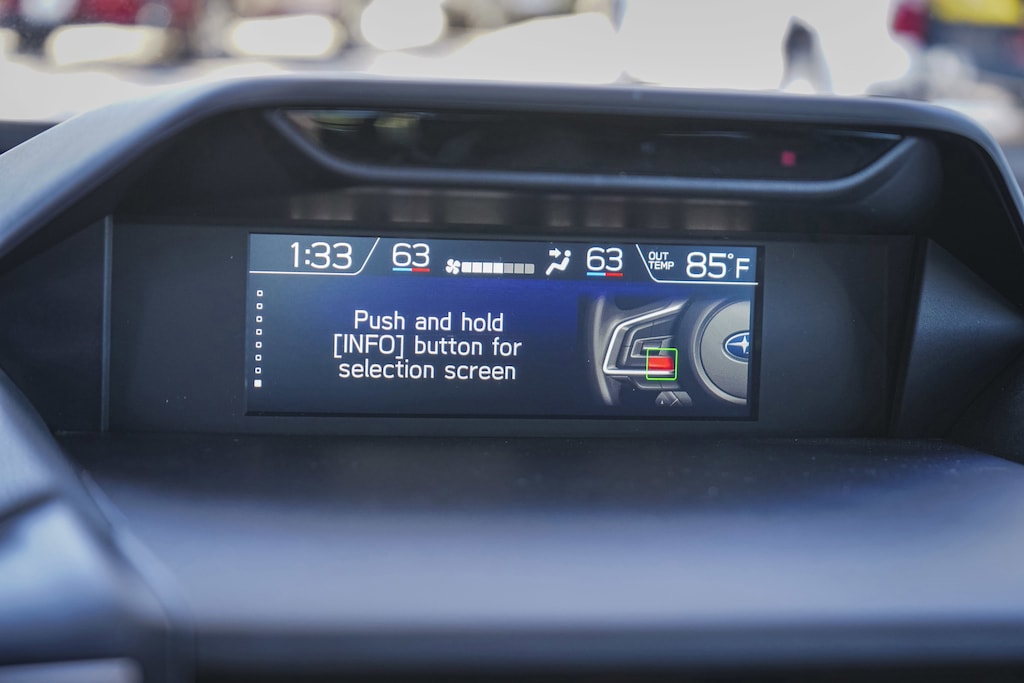 1:33 63 63 OUT TEMP 85°F
Push and hold
[INFO] button for
selection screen